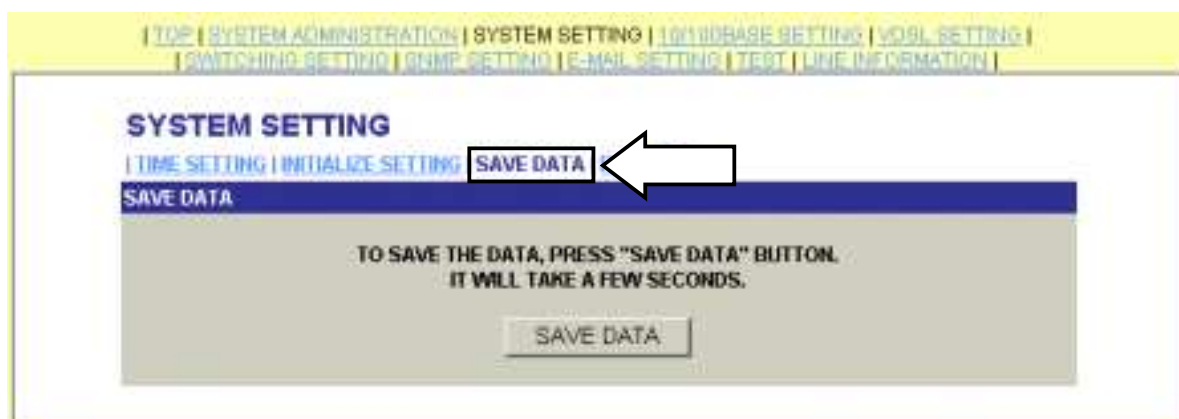 | TOP | SYSTEM ADMINISTRATION | SYSTEM SETTING | 10/100BASE SETTING | VDSL SETTING |
| SWITCHING SETTING | SNMP SETTING | E-MAIL SETTING | TEST | LINE INFORMATION |
SYSTEM SETTING
| TIME SETTING | INITIALIZE SETTING | SAVE DATA
SAVE DATA
TO SAVE THE DATA, PRESS "SAVE DATA" BUTTON.
IT WILL TAKE A FEW SECONDS.
SAVE DATA